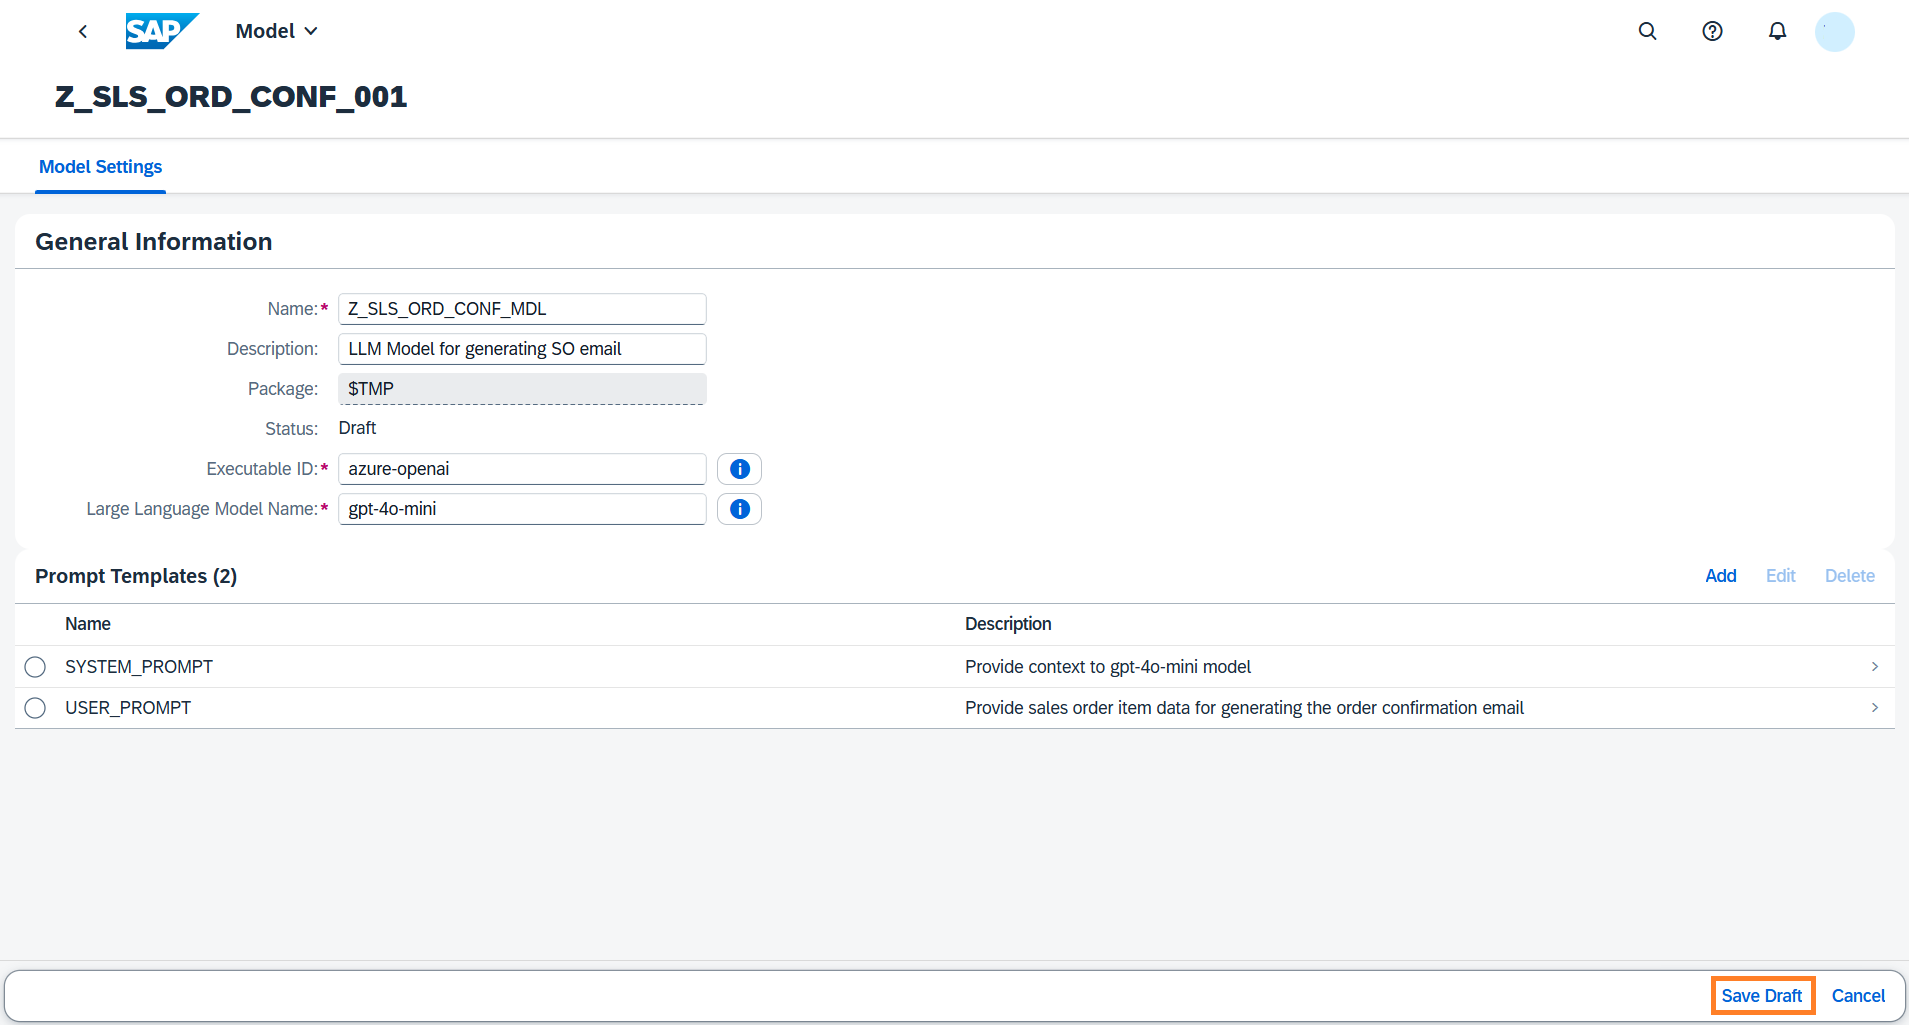 SAP Model
Z_SLS_ORD_CONF_001
Model Settings
General Information
Name:* Z_SLS_ORD_CONF_MDL
Description: LLM Model for generating SO email
Package: $TMP
Status: Draft
Executable ID:* azure-openai
Large Language Model Name:* gpt-4o-mini
Prompt Templates (2) Add Edit Delete
Name Description
SYSTEM_PROMPT Provide context to gpt-4o-mini model
USER_PROMPT Provide sales order item data for generating the order confirmation email
Save Draft Cancel